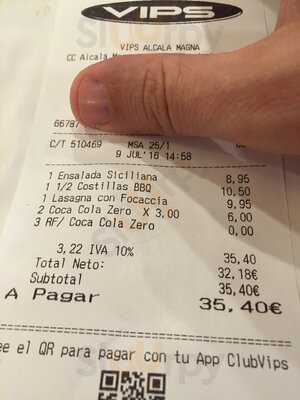 VIPS
VIPS ALCALA MAGNA
CC Alcalá
66787
C/T 510469 MSA 25/1
9 JUL'16 14:58
1 Ensalada Siciliana 8,95
1 1/2 Costillas BBQ 10,50
1 Lasagna con Focaccia 9,95
2 Coca Cola Zero X 3,00 6,00
3 RF/ Coca Cola Zero 0,00
3,22 IVA 10% 35,40
Total Neto: 32,18€
Subtotal 35,40€
A Pagar 35,40€
ee el QR para pagar con tu App ClubVips